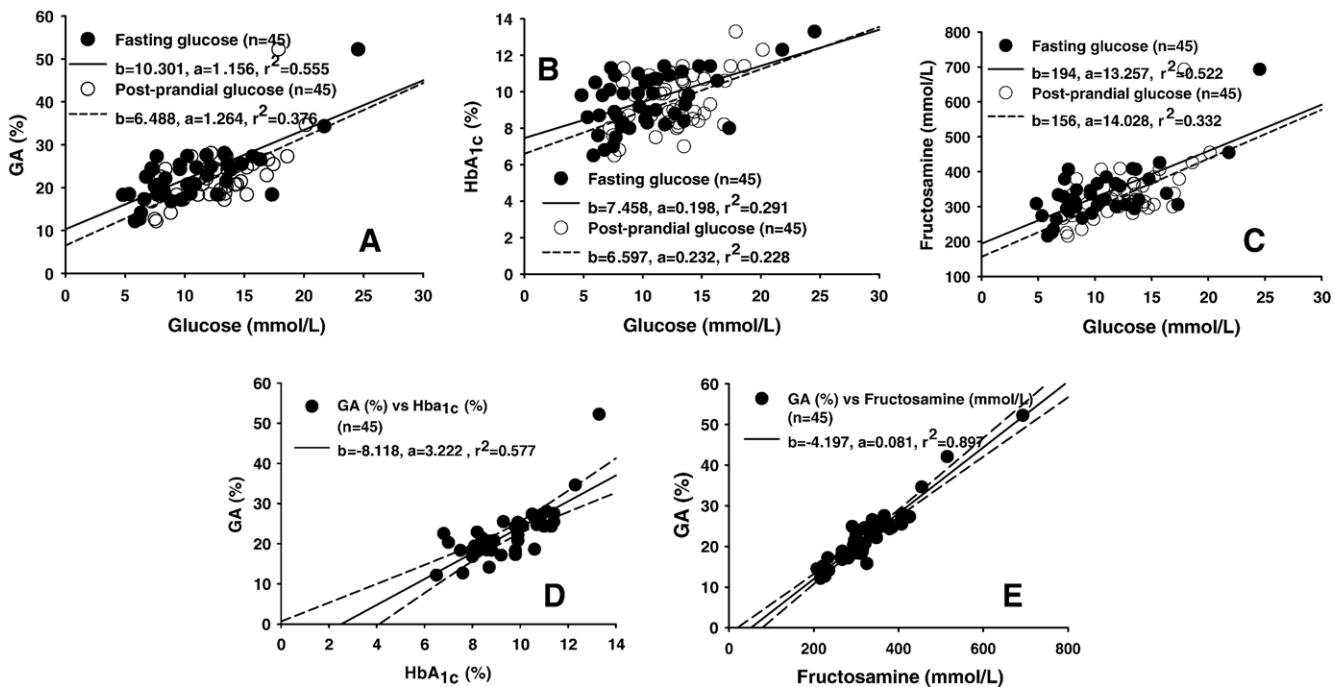 60
50
40
30
20
10
0
GA (%)
Fasting glucose (n=45)
b=10.301, a=1.156, r2=0.555
Post-prandial glucose (n=45)
b=6.488, a=1.264, r2=0.376
A
0 5 10 15 20 25 30
Glucose (mmol/L)
14
12
10
8
6
4
2
0
HbA1c (%)
B
Fasting glucose (n=45)
b=7.458, a=0.198, r2=0.291
Post-prandial glucose (n=45)
b=6.597, a=0.232, r2=0.228
0 5 10 15 20 25 30
Glucose (mmol/L)
900
800
700
600
500
400
300
200
100
Fructosamine (mmol/L)
Fasting glucose (n=45)
b=194, a=13.257, r2=0.522
Post-prandial glucose (n=45)
b=156, a=14.028, r2=0.332
C
0 5 10 15 20 25 30
Glucose (mmol/L)
60
50
40
30
20
10
0
GA (%)
GA (%) vs Hba1c (%)
(n=45)
b=-8.118, a=3.222 , r2=0.577
D
0 2 4 6 8 10 12 14
HbA1c (%)
60
50
40
30
20
10
0
GA (%)
GA (%) vs Fructosamine (mmol/L)
(n=45)
b=-4.197, a=0.081, r2=0.897
E
0 200 400 600 800
Fructosamine (mmol/L)